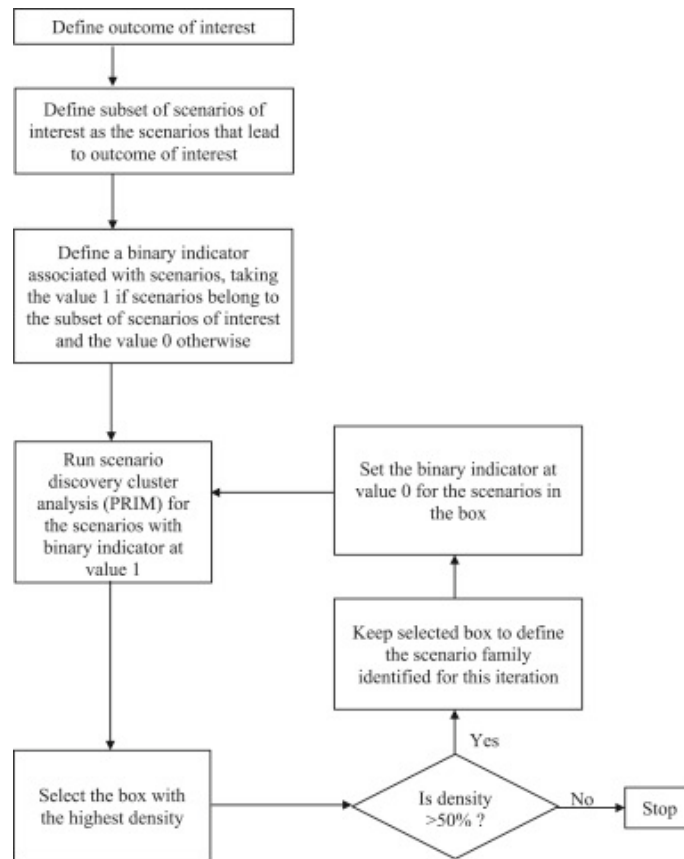 Define outcome of interest
Define subset of scenarios of
interest as the scenarios that lead
to outcome of interest
Define a binary indicator
associated with scenarios, taking
the value 1 if scenarios belong to
the subset of scenarios of interest
and the value 0 otherwise
Run scenario
discovery cluster
analysis (PRIM) for
the scenarios with
binary indicator at
value 1
Set the binary indicator at
value 0 for the scenarios in
the box
Keep selected box to define
the scenario family
identified for this iteration
Yes
Select the box with
the highest density
Is density
>50% ?
No
Stop